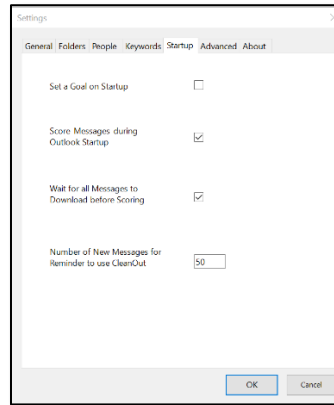 Settings
General Folders People Keywords Startup Advanced About
Set a Goal on Startup
Score Messages during
Outlook Startup
Wait for all Messages to
Download before Scoring
Number of New Messages for
Reminder to use CleanOut
50
OK Cancel